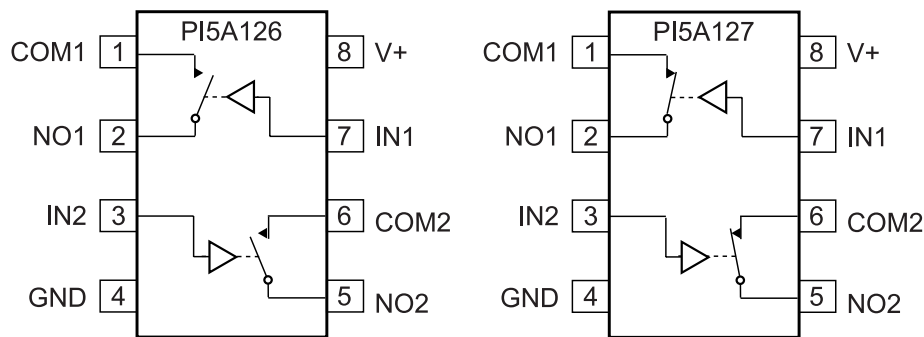 PI5A126
COM1 1 8 V+
NO1 2 7 IN1
IN2 3 6 COM2
GND 4 5 NO2
PI5A127
COM1 1 8 V+
NO1 2 7 IN1
IN2 3 6 COM2
GND 4 5 NO2